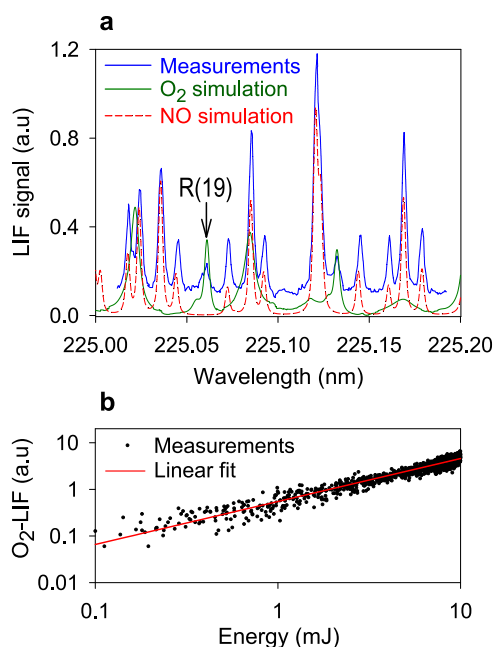 a
1.2
0.8
0.4
0.0
LIF signal (a.u)
Measurements
O2 simulation
NO simulation
R(19)
225.00
225.05
225.10
225.15
225.20
Wavelength (nm)
b
10
1
0.1
0.01
O2-LIF (a.u)
Measurements
Linear fit
0.1
1
10
Energy (mJ)